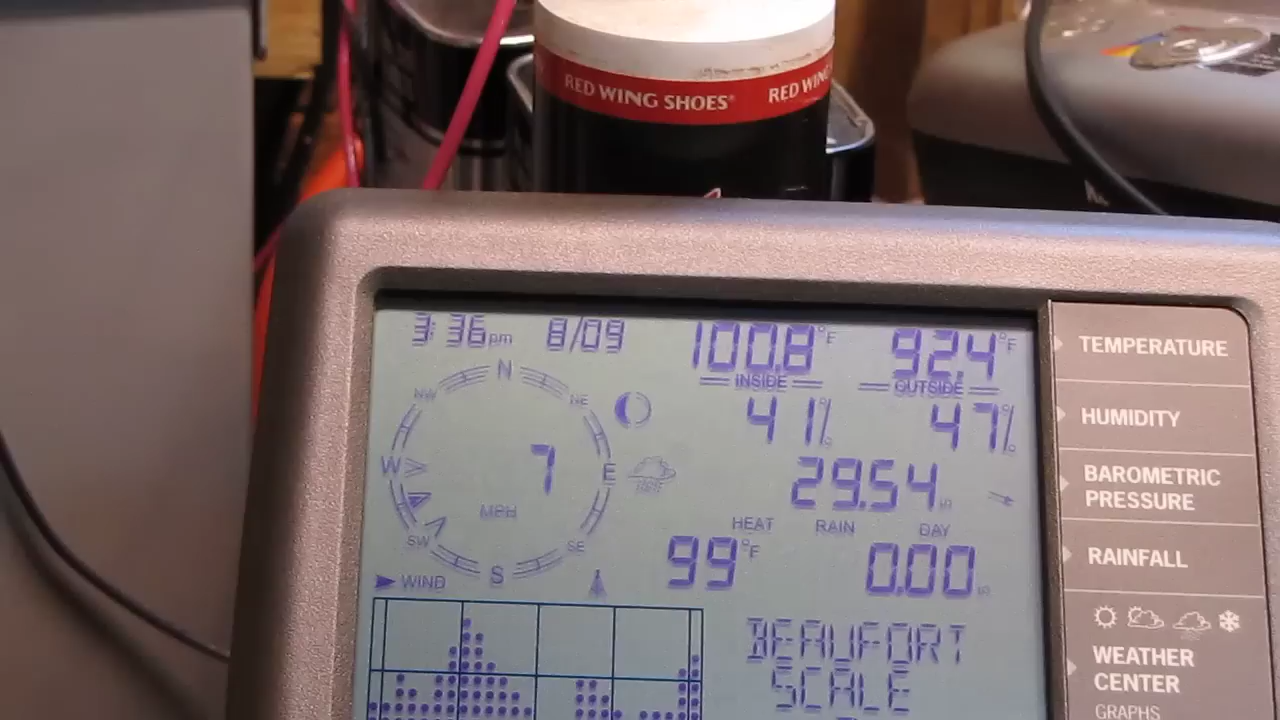 RED WING SHOES® RED WING
3:36pm 8/09 100.8°F 92.4°F
INSIDE OUTSIDE
N
NW NE
41% 47%
W 7 E
29.54 in
MPH
HEAT RAIN DAY
SW SE
S
99°F 0.00 in
WIND
BEAUFORT
SCALE
TEMPERATURE
HUMIDITY
BAROMETRIC
PRESSURE
RAINFALL
WEATHER
CENTER
GRAPHS